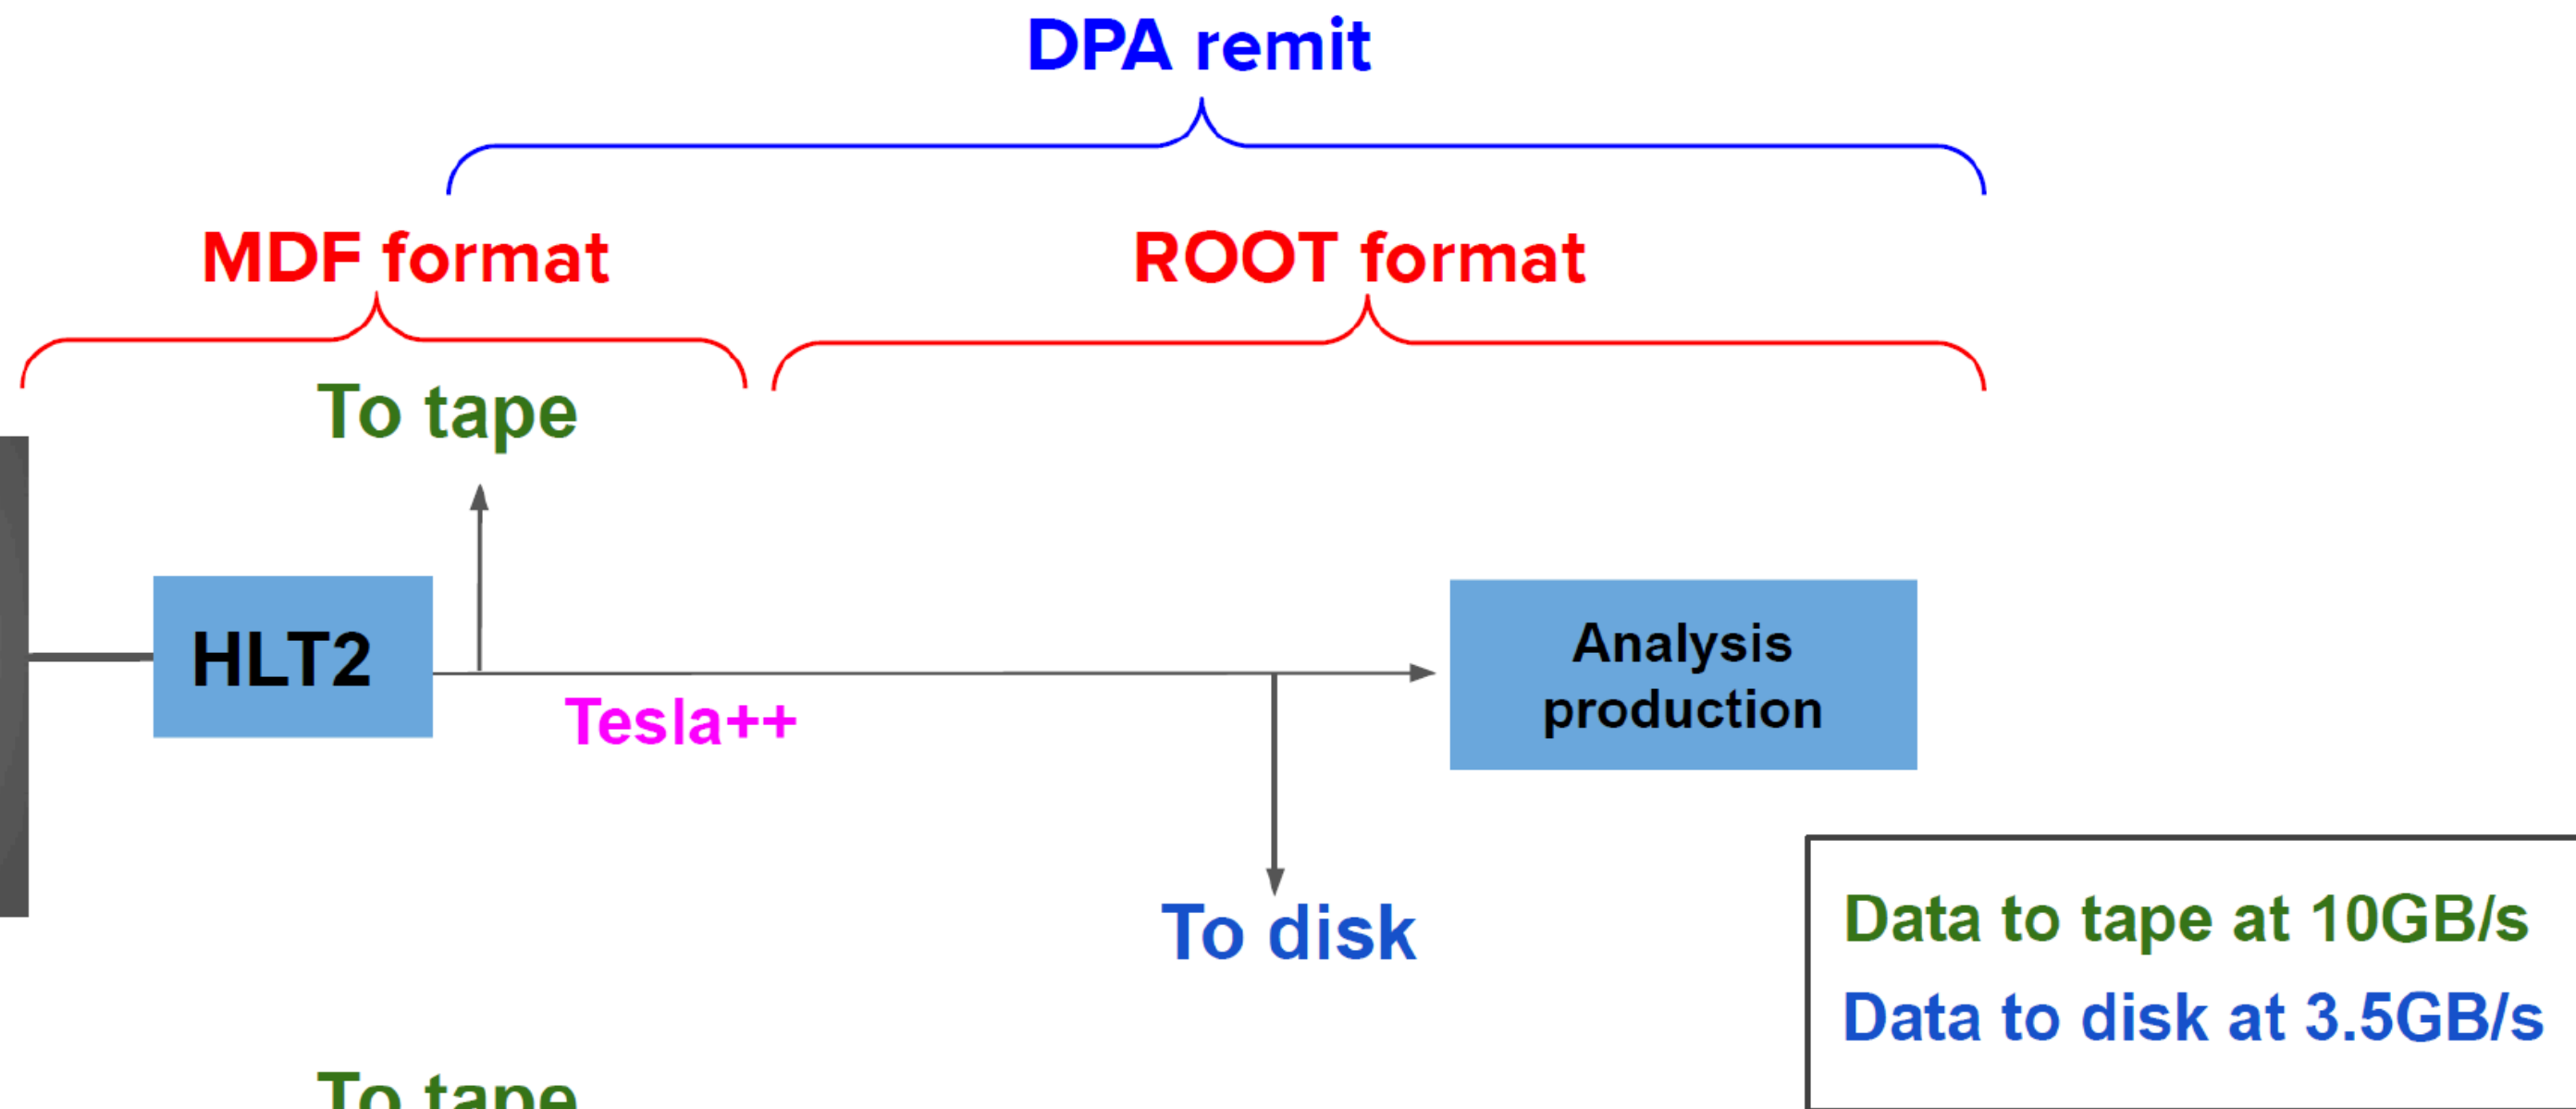 DPA remit
MDF format
ROOT format
To tape
HLT2
Tesla++
Analysis
production
To disk
Data to tape at 10GB/s
Data to disk at 3.5GB/s
To tape